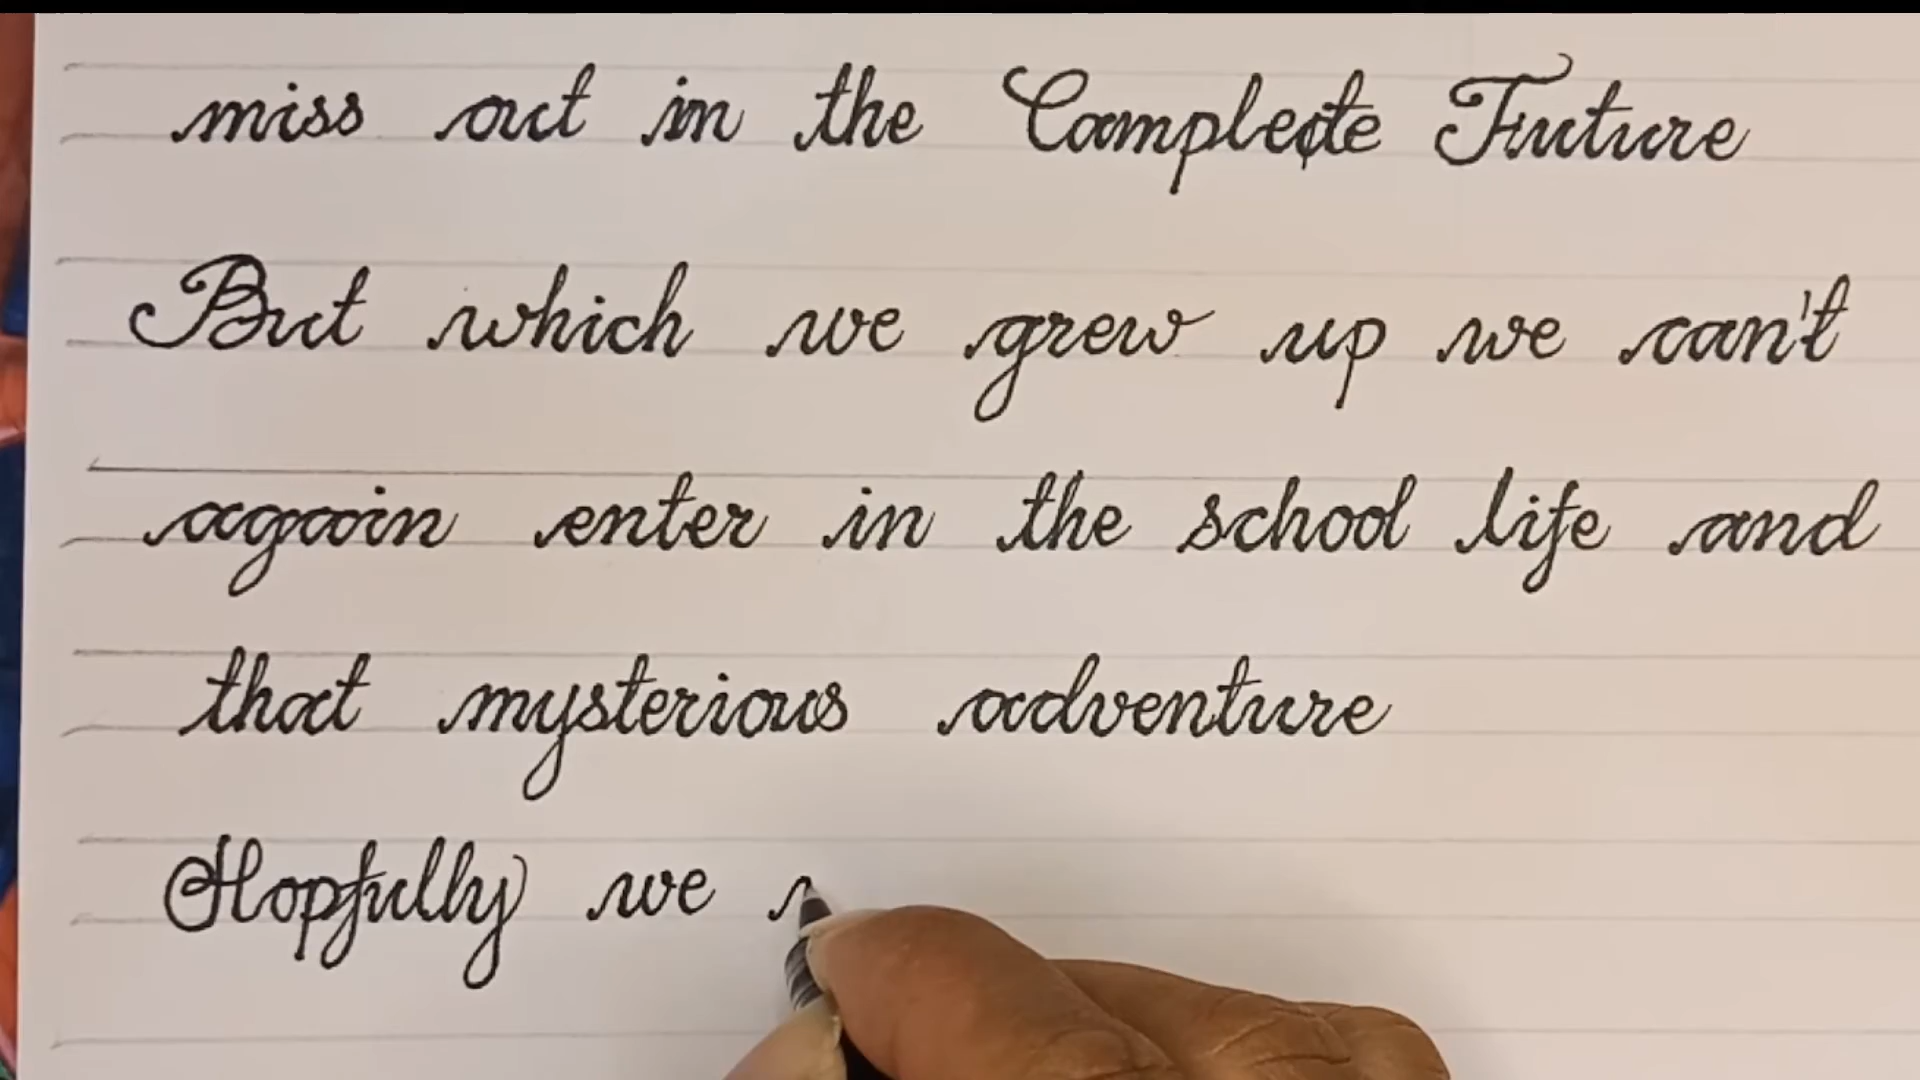 miss out in the Complete Future
But which we grew up we can't
again enter in the school life and
that mysterious adventure
Hopfully we